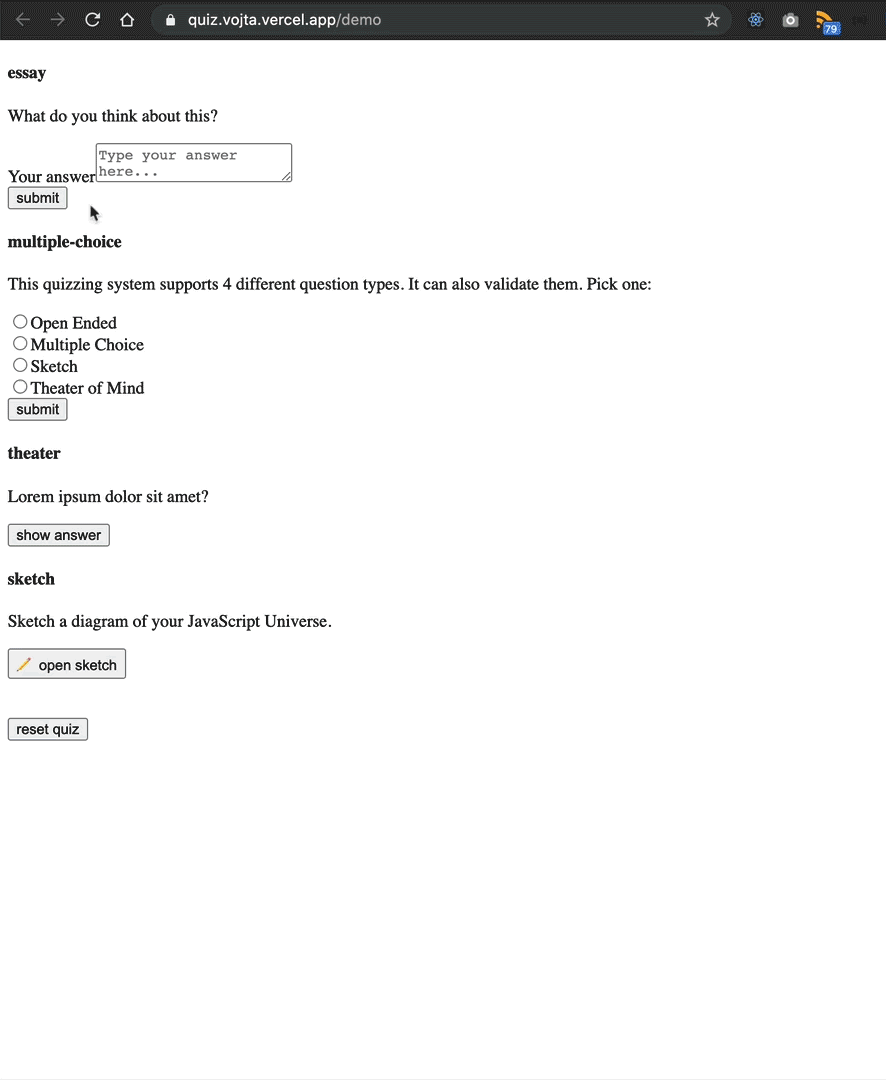 quiz.vojta.vercel.app/demo
79
essay
What do you think about this?
Type your answer
here...
Your answer
submit
multiple-choice
This quizzing system supports 4 different question types. It can also validate them. Pick one:
Open Ended
Multiple Choice
Sketch
Theater of Mind
submit
theater
Lorem ipsum dolor sit amet?
show answer
sketch
Sketch a diagram of your JavaScript Universe.
open sketch
reset quiz